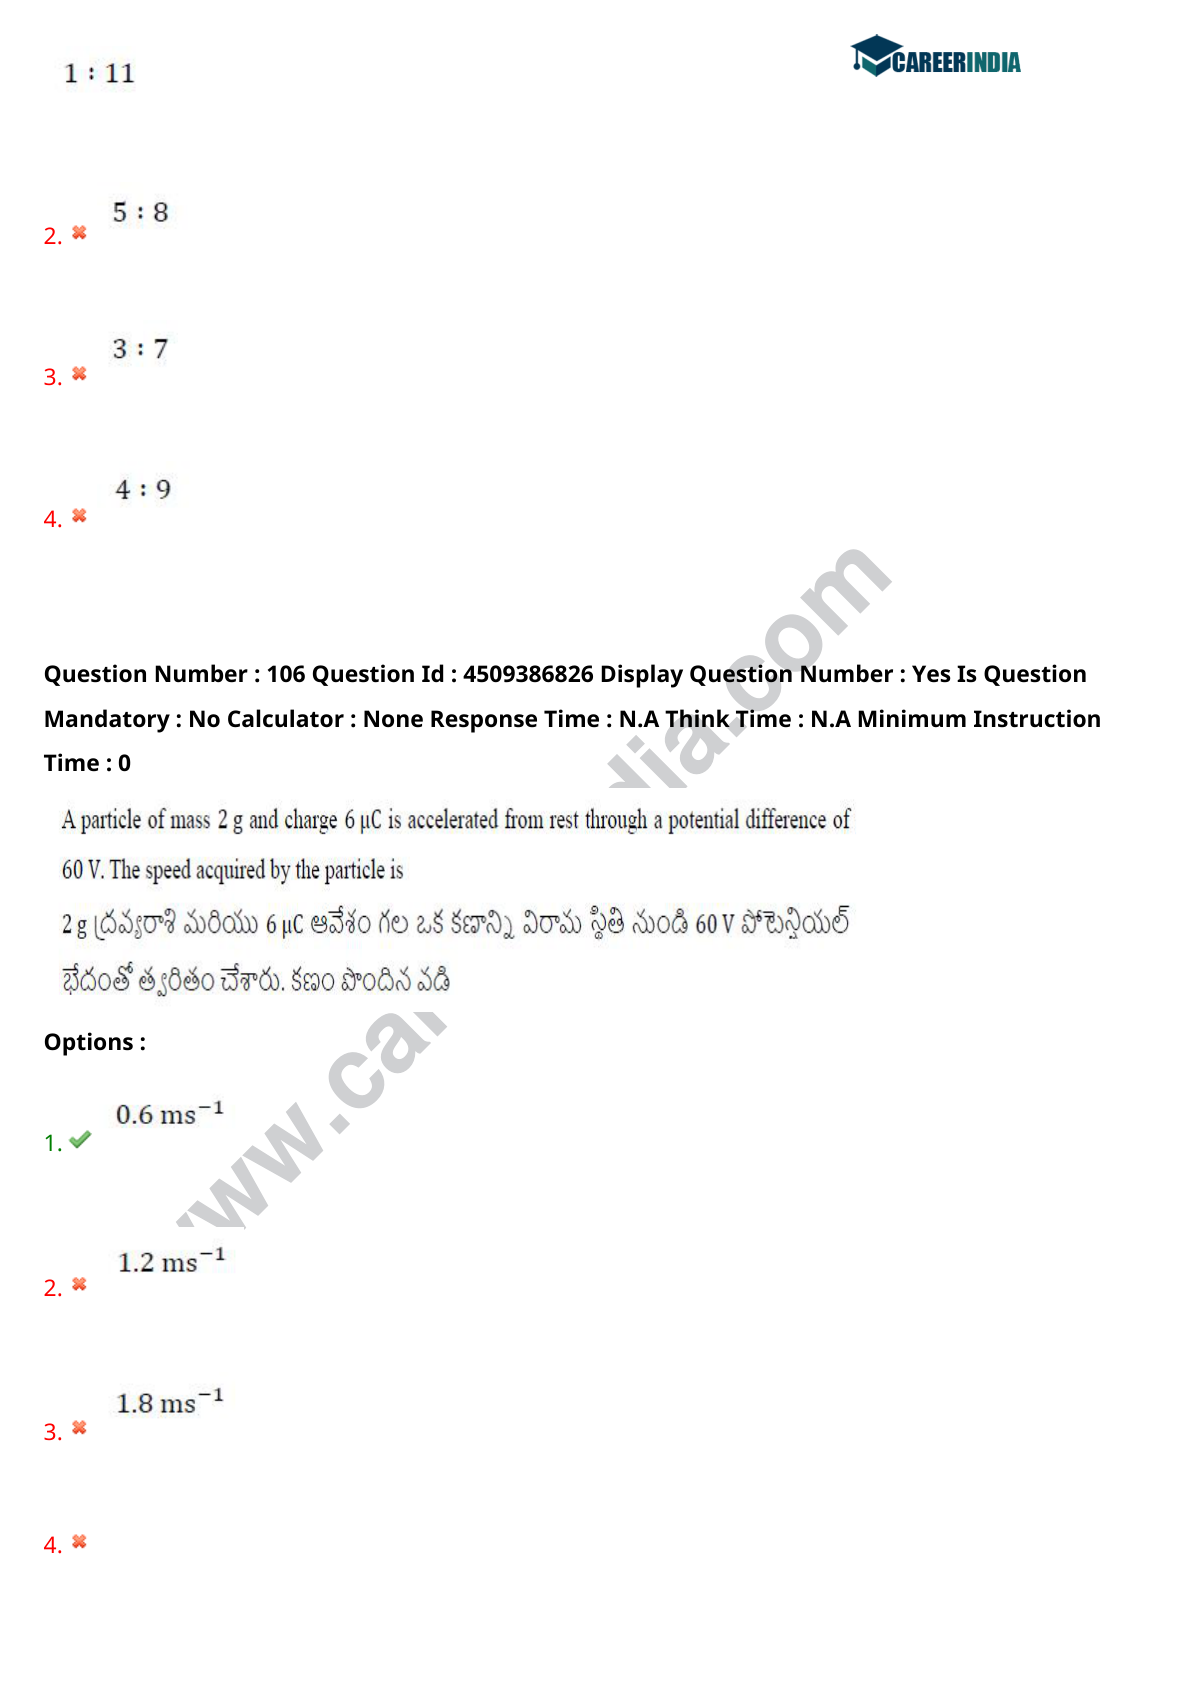 CAREERINDIA
1 : 11
5 : 8
2.
3 : 7
3.
4 : 9
4.
Question Number : 106 Question Id : 4509386826 Display Question Number : Yes Is Question
Mandatory : No Calculator : None Response Time : N.A Think Time : N.A Minimum Instruction
Time : 0
A particle of mass 2 g and charge 6 μC is accelerated from rest through a potential difference of
60 V. The speed acquired by the particle is
2 g ద్రవ్యరాశి మరియు 6 μC ఆవేశం గల ఒక కణాన్ని విరామ స్థితి నుండి 60 V పోటెన్షియల్
భేదంతో త్వరితం చేశారు. కణం పొందిన వడి
Options :
0.6 ms⁻¹
1.
1.2 ms⁻¹
2.
1.8 ms⁻¹
3.
4.